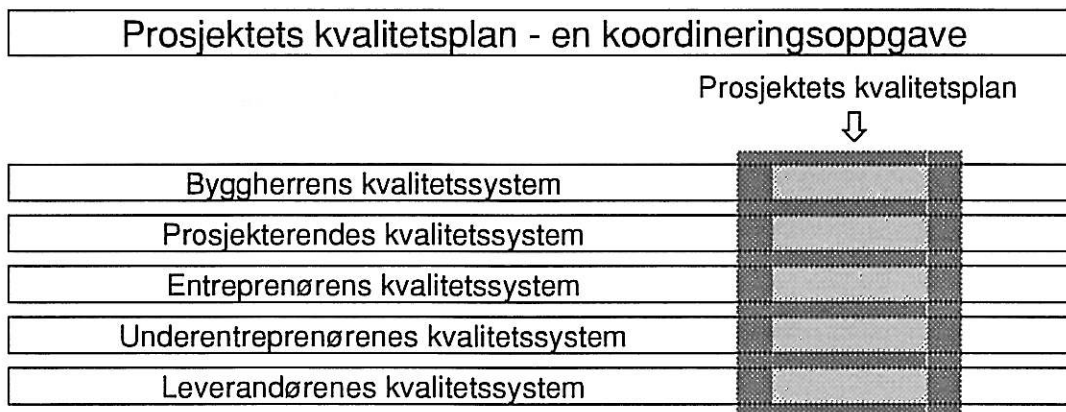 Prosjektets kvalitetsplan - en koordineringsoppgave
Prosjektets kvalitetsplan
Byggherrens kvalitetssystem
Prosjekterendes kvalitetssystem
Entreprenørens kvalitetssystem
Underentreprenørenes kvalitetssystem
Leverandørenes kvalitetssystem